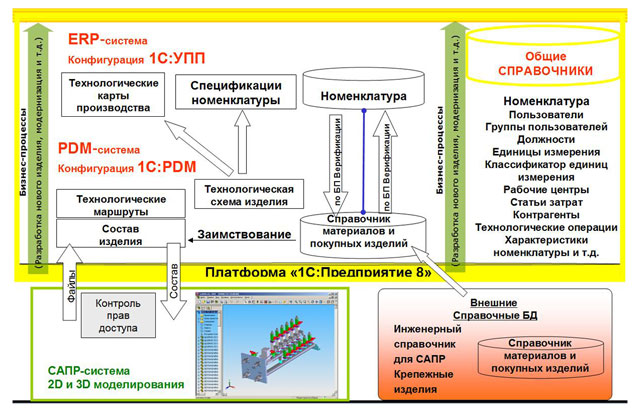 ERP-система
Конфигурация 1С:УПП
Технологические
карты
производства
Спецификации
номенклатуры
Номенклатура
Бизнес-процессы
(Разработка нового изделия, модернизация и т.д.)
PDM-система
Конфигурация 1С:PDM
Технологические
маршруты
Состав
изделия
Технологическая
схема изделия
Заимствование
по БП Верификации
по БП Верификации
Справочник
материалов и
покупных изделий
Бизнес-процессы
(Разработка нового изделия, модернизация и т.д.)
Общие
СПРАВОЧНИКИ
Номенклатура
Пользователи
Группы пользователей
Должности
Единицы измерения
Классификатор единиц
измерения
Рабочие центры
Статьи затрат
Контрагенты
Технологические операции
Характеристики
номенклатуры и т.д.
Платформа «1С:Предприятие 8»
Файлы
Состав
Контроль
прав
доступа
САПР-система
2D и 3D моделирования
Внешние
Справочные БД
Инженерный
справочник
для САПР
Крепежные
изделия
Справочник
материалов и
покупных изделий